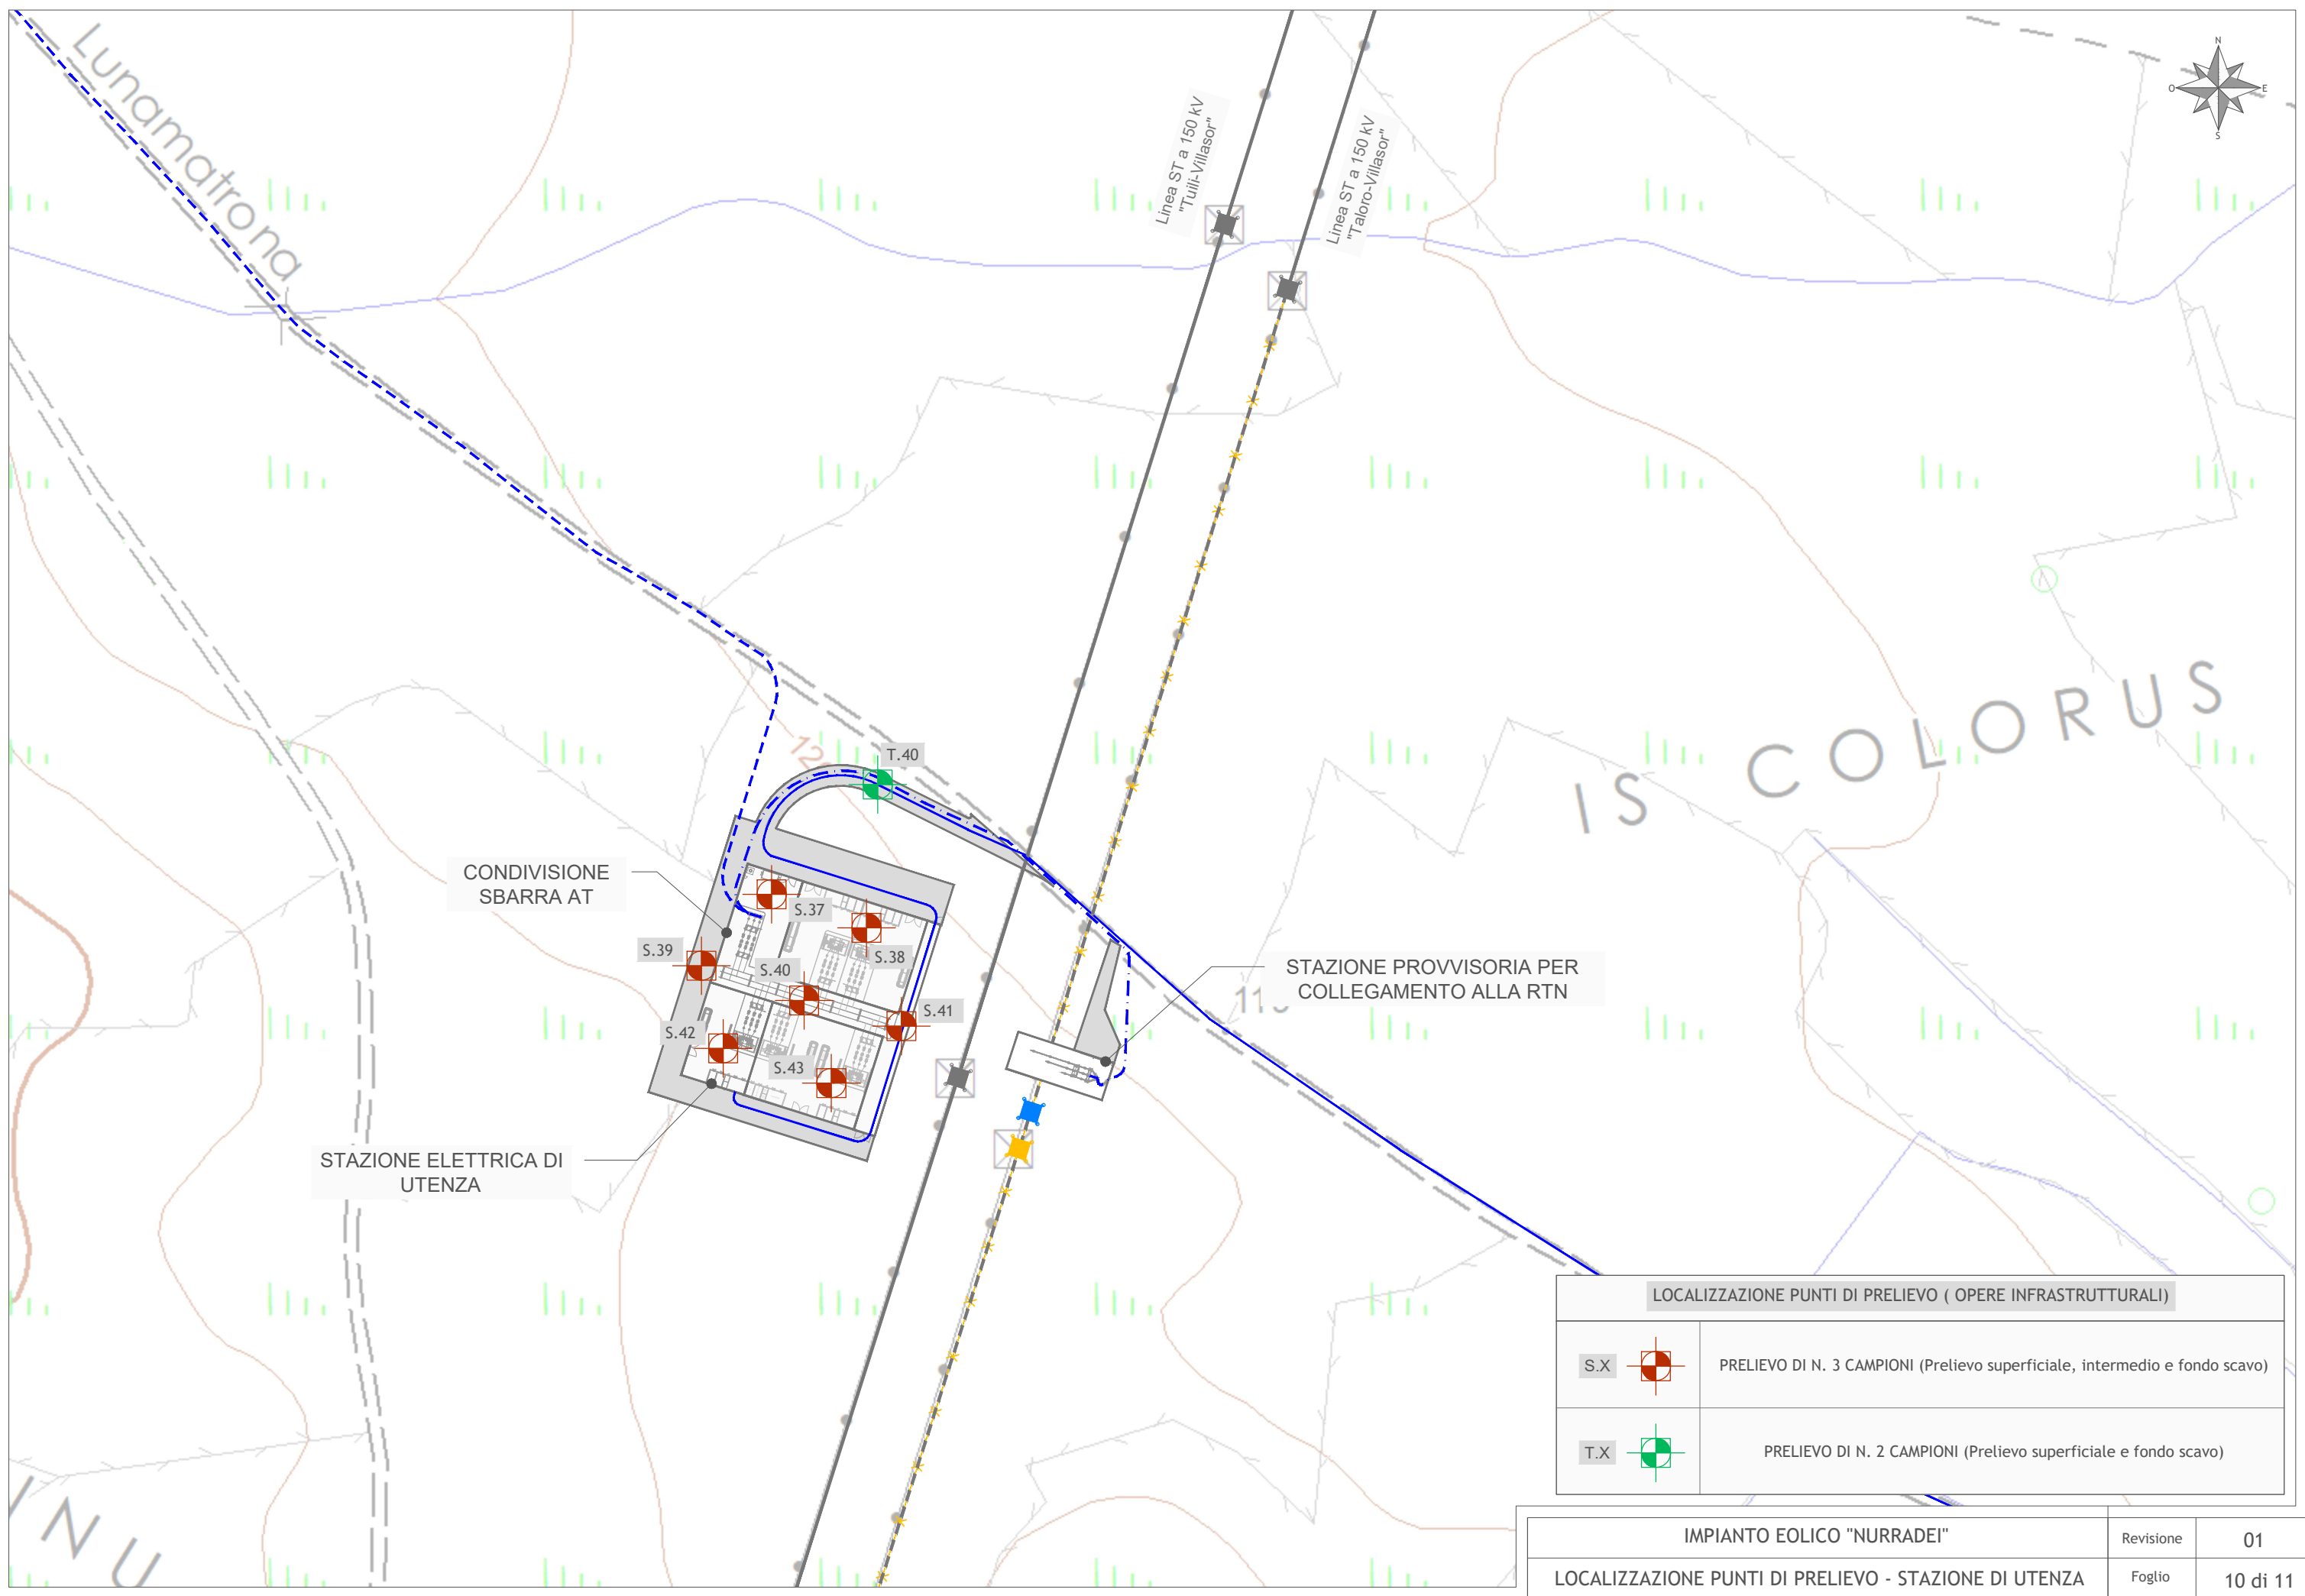 Lunamatrona
Linea ST a 150 kV
"Tuili-Villasor"
Linea ST a 150 kV
"Taloro-Villasor"
N
O
E
S
IS COLORUS
T.40
CONDIVISIONE
SBARRA AT
S.37
S.38
S.39
S.40
S.41
S.42
S.43
STAZIONE PROVVISORIA PER
COLLEGAMENTO ALLA RTN
STAZIONE ELETTRICA DI
UTENZA
NU
LOCALIZZAZIONE PUNTI DI PRELIEVO ( OPERE INFRASTRUTTURALI)
S.X
PRELIEVO DI N. 3 CAMPIONI (Prelievo superficiale, intermedio e fondo scavo)
T.X
PRELIEVO DI N. 2 CAMPIONI (Prelievo superficiale e fondo scavo)
IMPIANTO EOLICO "NURRADEI"
Revisione
01
LOCALIZZAZIONE PUNTI DI PRELIEVO - STAZIONE DI UTENZA
Foglio
10 di 11